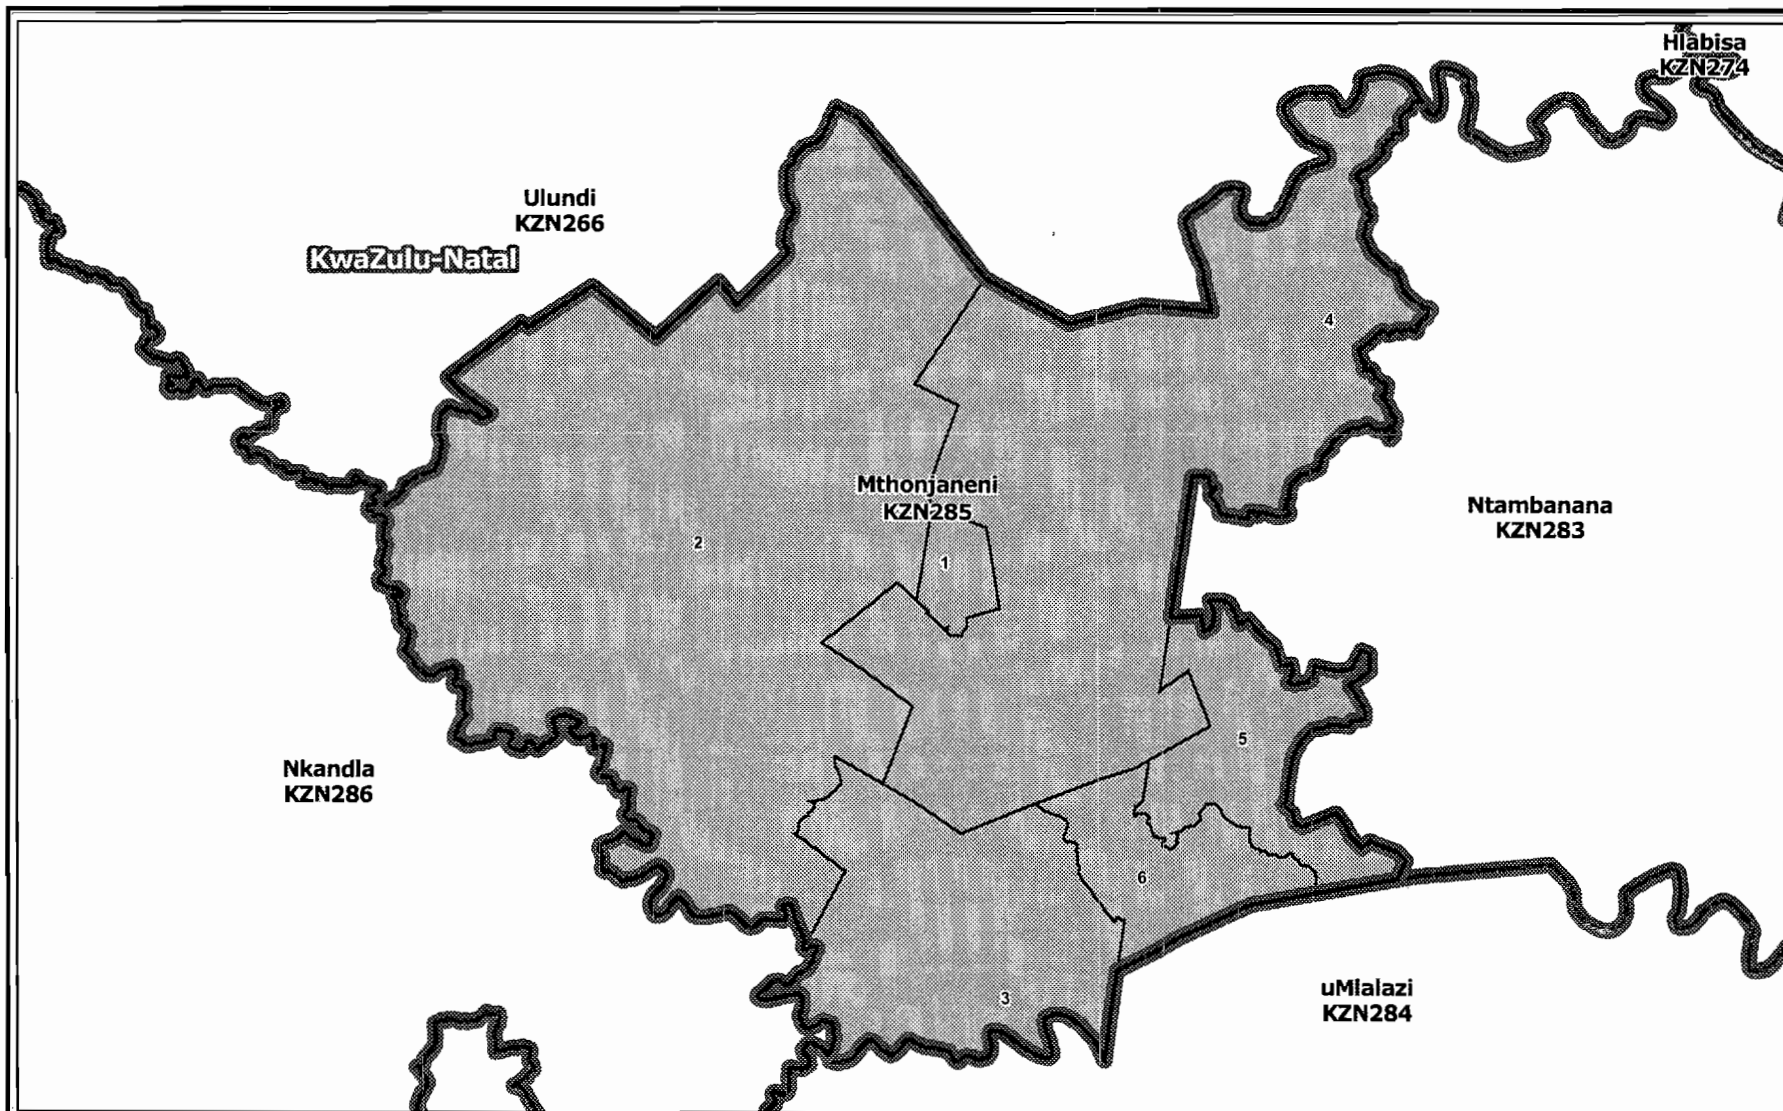 Hlabisa
KZN274
Ulundi
KZN266
KwaZulu-Natal
4
Mthonjaneni
KZN285
Ntambanana
KZN283
2
1
5
Nkandla
KZN286
6
3
uMlalazi
KZN284